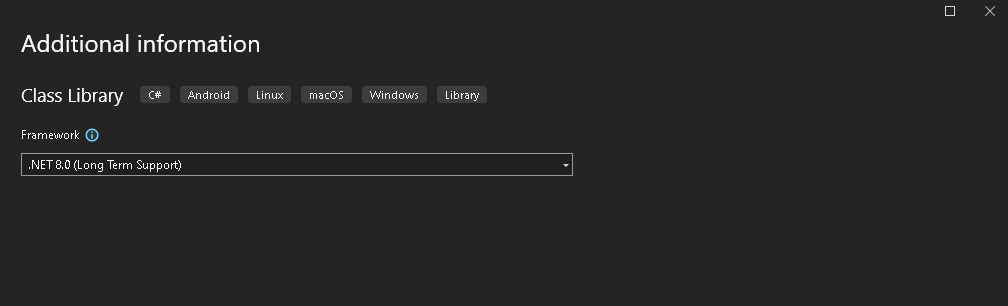 Additional information
Class Library C# Android Linux macOS Windows Library
Framework
.NET 8.0 (Long Term Support)